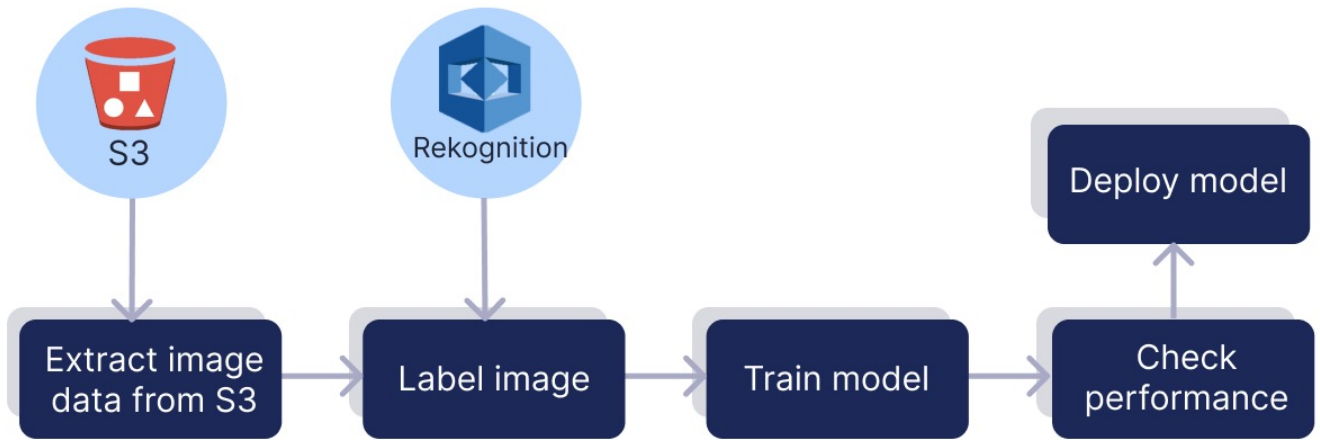 S3
Rekognition
Extract image
data from S3
Label image
Train model
Check
performance
Deploy model